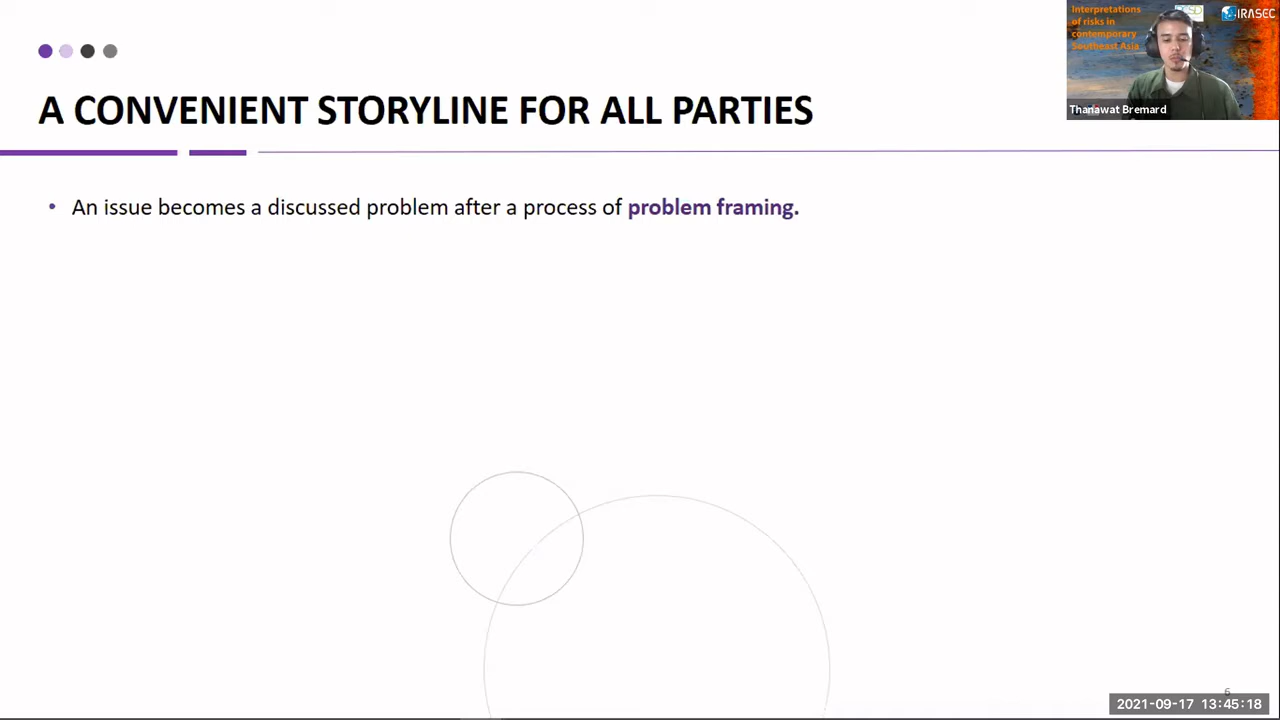 A CONVENIENT STORYLINE FOR ALL PARTIES
• An issue becomes a discussed problem after a process of problem framing.
Interpretations
of risks in
contemporary
Southeast Asia
IRASEC
Thanawat Bremard
6
2021-09-17 13:45:18